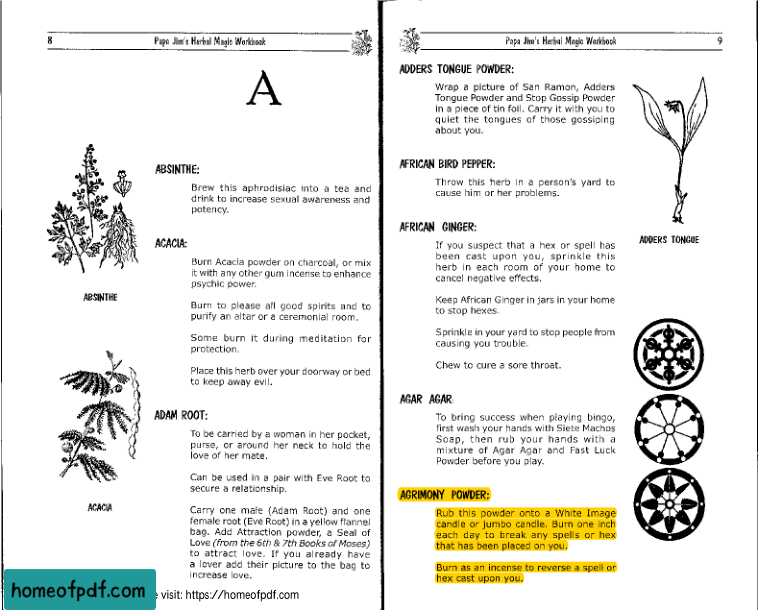 8
Papa Jim's Herbal Magic Workbook
A
ABSINTHE:
Brew this aphrodisiac into a tea and
drink to increase sexual awareness and
potency.
ABSINTHE
ACACIA:
Burn Acacia powder on charcoal, or mix
it with any other gum incense to enhance
psychic power.
Burn to please all good spirits and to
purify an altar or a ceremonial room.
Some burn it during meditation for
protection.
Place this herb over your doorway or bed
to keep away evil.
ACACIA
ADAM ROOT:
To be carried by a woman in her pocket,
purse, or around her neck to hold the
love of her mate.
Can be used in a pair with Eve Root to
secure a relationship.
Carry one male (Adam Root) and one
female root (Eve Root) in a yellow flannel
bag. Add Attraction powder, a Seal of
Love (from the 6th & 7th Books of Moses)
to attract love. If you already have
a lover add their picture to the bag to
increase love.
homeofpdf.com
e visit: https://homeofpdf.com
Papa Jim's Herbal Magic Workbook
9
ADDERS TONGUE POWDER:
Wrap a picture of San Ramon, Adders
Tongue Powder and Stop Gossip Powder
in a piece of tin foil. Carry it with you to
quiet the tongues of those gossiping
about you.
AFRICAN BIRD PEPPER:
Throw this herb in a person's yard to
cause him or her problems.
ADDERS TONGUE
AFRICAN GINGER:
If you suspect that a hex or spell has
been cast upon you, sprinkle this
herb in each room of your home to
cancel negative effects.
Keep African Ginger in jars in your home
to stop hexes.
Sprinkle in your yard to stop people from
causing you trouble.
Chew to cure a sore throat.
AGAR AGAR:
To bring success when playing bingo,
first wash your hands with Siete Machos
Soap, then rub your hands with a
mixture of Agar Agar and Fast Luck
Powder before you play.
AGRIMONY POWDER:
Rub this powder onto a White Image
candle or jumbo candle. Burn one inch
each day to break any spells or hex
that has been placed on you.
Burn as an incense to reverse a spell or
hex cast upon you.